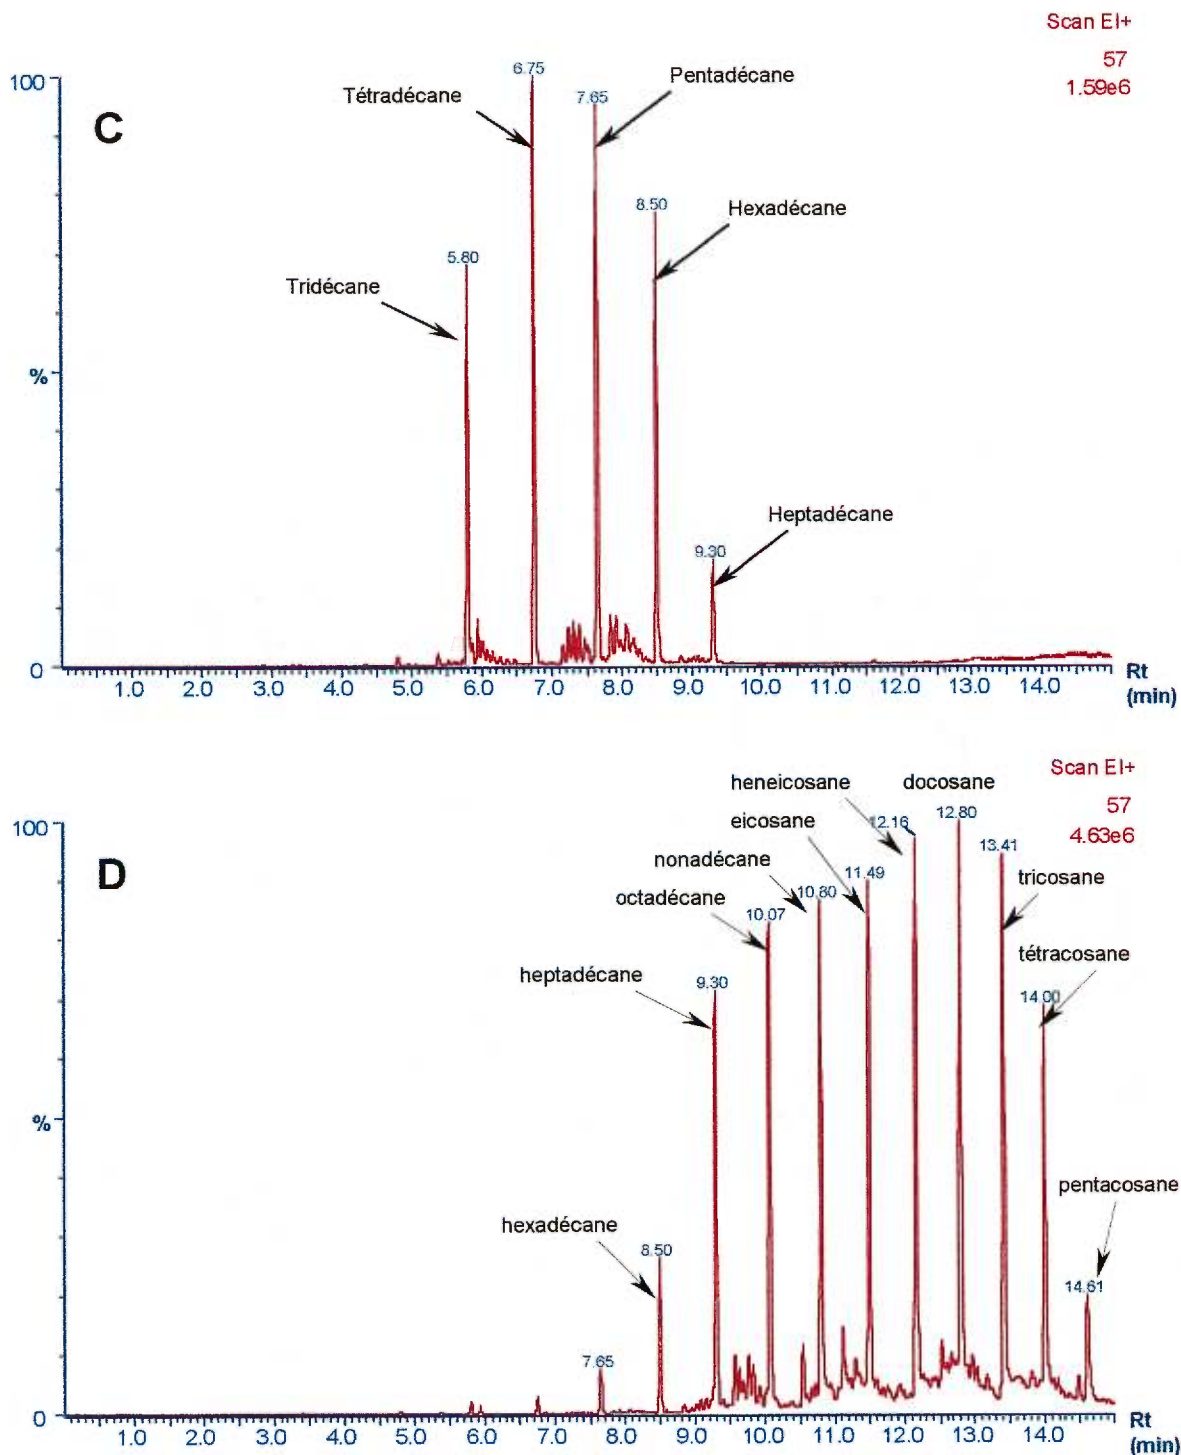 Scan EI+
57
1.59e6
100
C
6.75
Tétradécane
Pentadécane
7.65
8.50
Hexadécane
5.80
Tridécane
%
Heptadécane
9.30
0
1.0 2.0 3.0 4.0 5.0 6.0 7.0 8.0 9.0 10.0 11.0 12.0 13.0 14.0
Rt
(min)
Scan EI+
57
4.63e6
100
D
heneicosane
docosane
12.16
12.80
eicosane
13.41
nonadécane
11.49
tricosane
octadécane
10.80
10.07
tétracosane
heptadécane
9.30
14.00
%
pentacosane
hexadécane
8.50
14.61
7.65
0
1.0 2.0 3.0 4.0 5.0 6.0 7.0 8.0 9.0 10.0 11.0 12.0 13.0 14.0
Rt
(min)